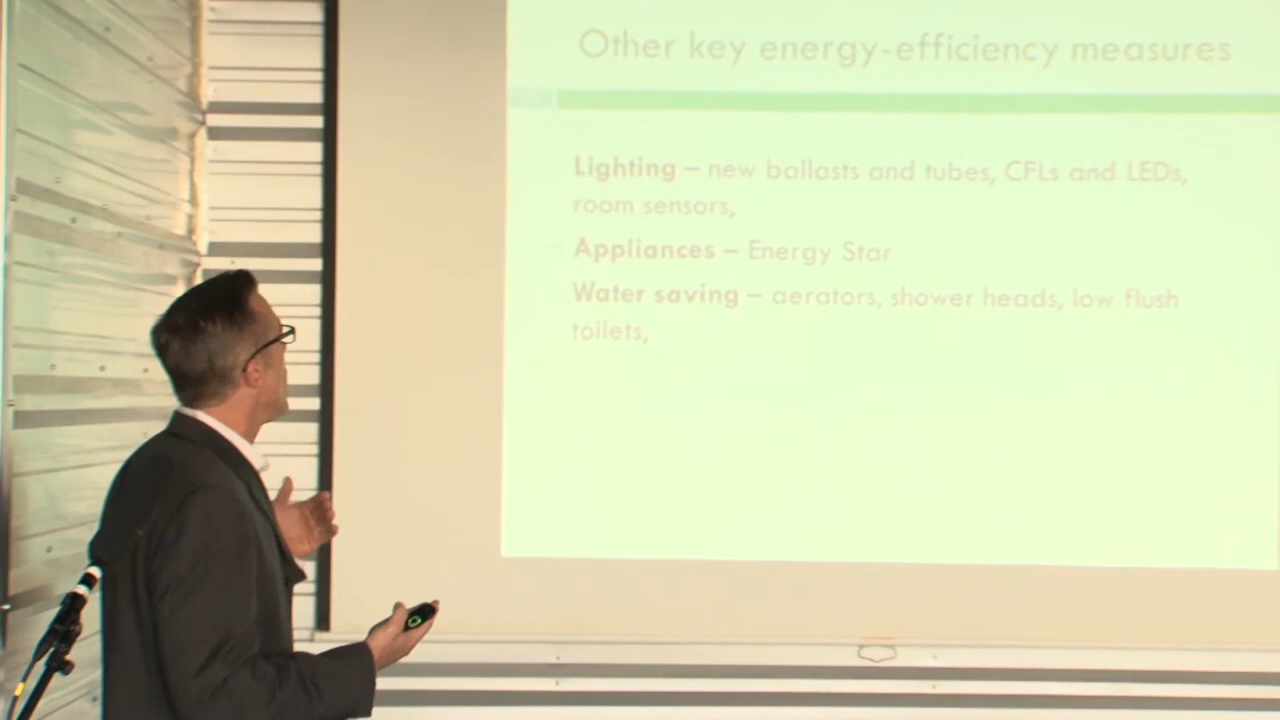 Other key energy-efficiency measures
Lighting – new ballasts and tubes, CFLs and LEDs,
room sensors,
Appliances – Energy Star
Water saving – aerators, shower heads, low flush
toilets,